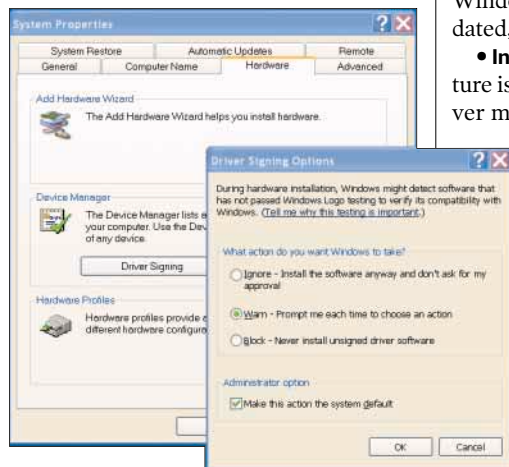 Windo
dated,
• In
ture is
ver m
System Properties
System Restore Automatic Updates Remote
General Computer Name Hardware Advanced
Add Hardware Wizard
The Add Hardware Wizard helps you install hardware.
Device Manager
The Device Manager lists a
your computer. Use the Dev
of any device.
Driver Signing
Hardware Profiles
Hardware profiles provide a
different hardware configura
Driver Signing Options
During hardware installation, Windows might detect software that
has not passed Windows Logo testing to verify its compatibility with
Windows. (Tell me why this testing is important.)
What action do you want Windows to take?
Ignore - Install the software anyway and don't ask for my
approval
Warn - Prompt me each time to choose an action
Block - Never install unsigned driver software
Administrator option
Make this action the system default
OK Cancel